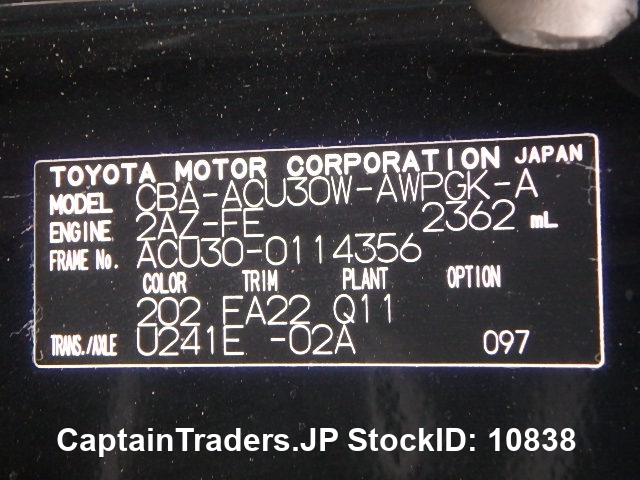 TOYOTA MOTOR CORPORATION JAPAN
MODEL CBA-ACU30W-AWPGK-A
ENGINE 2AZ-FE 2362 mL
FRAME No. ACU30-0114356
COLOR TRIM PLANT OPTION
202 EA22 Q11
TRANS./AXLE U241E -02A 097
CaptainTraders.JP StockID: 10838